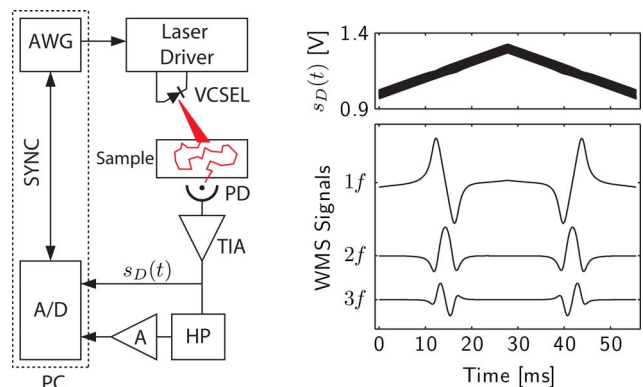 AWG
Laser
Driver
VCSEL
SYNC
Sample
PD
TIA
s_D(t)
A/D
A
HP
PC
s_D(t) [V]
1.4
0.9
WMS Signals
1f
2f
3f
0 10 20 30 40 50
Time [ms]